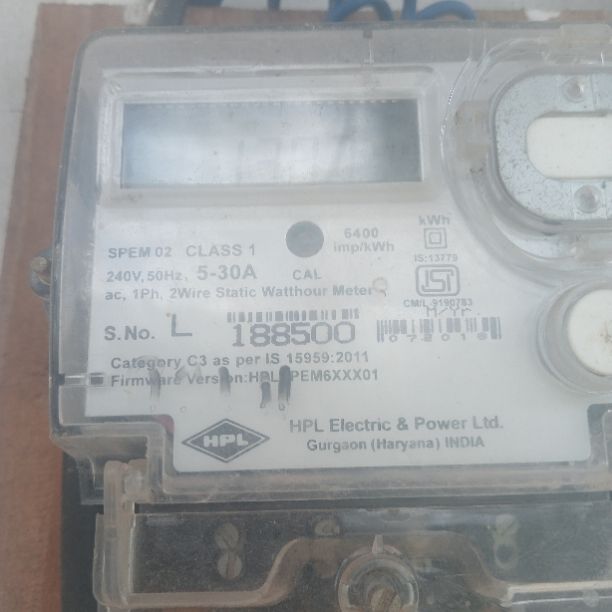 kWh
6400
imp/kWh
SPEM 02 CLASS 1
IS:13779
240V, 50Hz, 5-30A CAL
ac, 1Ph, 2Wire Static Watthour Meter
CM/L-9190783
M/Yr
S.No. L 188500 072016
Category C3 as per IS 15959:2011
Firmware Version:HPLSPEM6XXX01
HPL
HPL Electric & Power Ltd.
Gurgaon (Haryana) INDIA